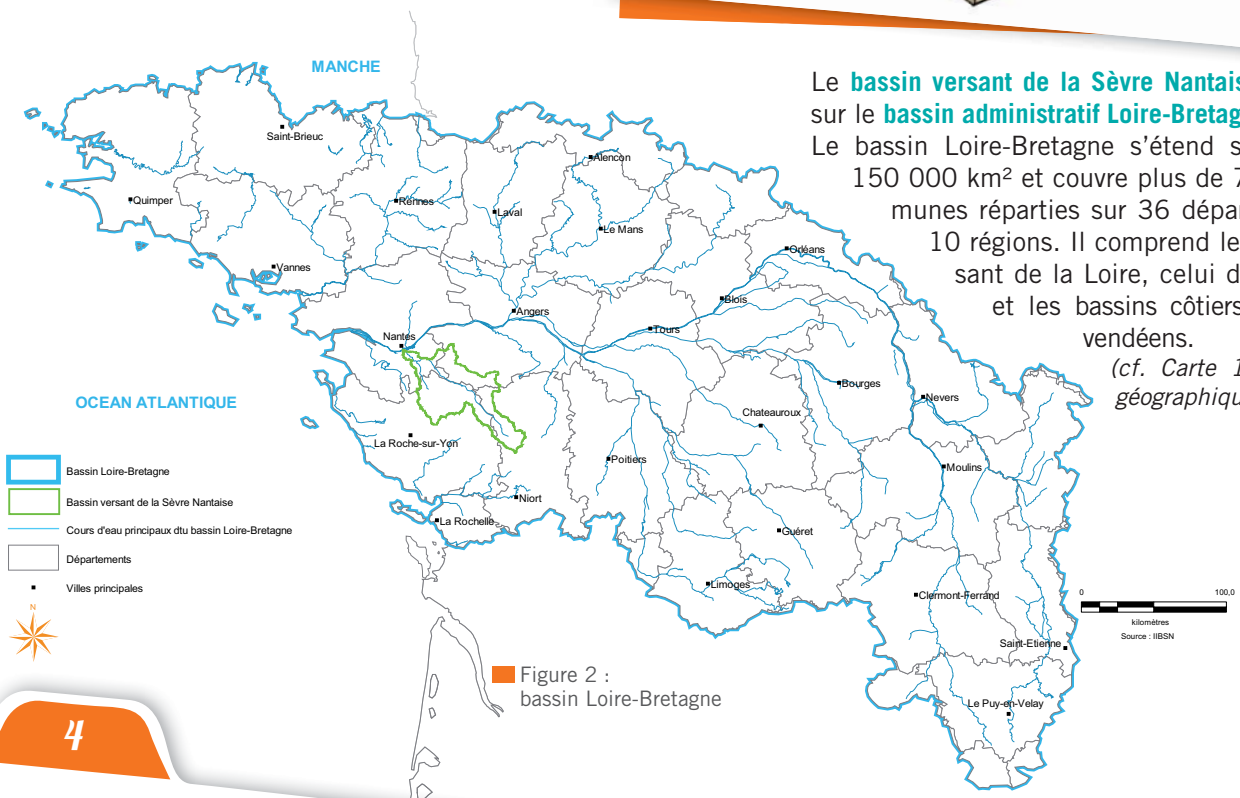 Le bassin versant de la Sèvre Nantais
sur le bassin administratif Loire-Bretag
Le bassin Loire-Bretagne s'étend s
150 000 km² et couvre plus de 7
munes réparties sur 36 dépar
10 régions. Il comprend le
sant de la Loire, celui d
et les bassins côtiers
vendéens.
(cf. Carte 1
géographiqu
MANCHE
Saint-Brieuc
Alencon
Quimper
Rennes
Laval
Le Mans
Orléans
Vannes
Blois
Angers
Tours
Nantes
Bourges
Nevers
OCEAN ATLANTIQUE
Chateauroux
La Roche-sur-Yon
Poitiers
Moulins
Niort
La Rochelle
Guéret
Limoges
Clermont-Ferrand
Saint-Etienne
Le Puy-en-Velay
Bassin Loire-Bretagne
Bassin versant de la Sèvre Nantaise
Cours d'eau principaux dtu bassin Loire-Bretagne
Départements
Villes principales
N
0 100,0
kilomètres
Source : IIBSN
Figure 2 :
bassin Loire-Bretagne
4